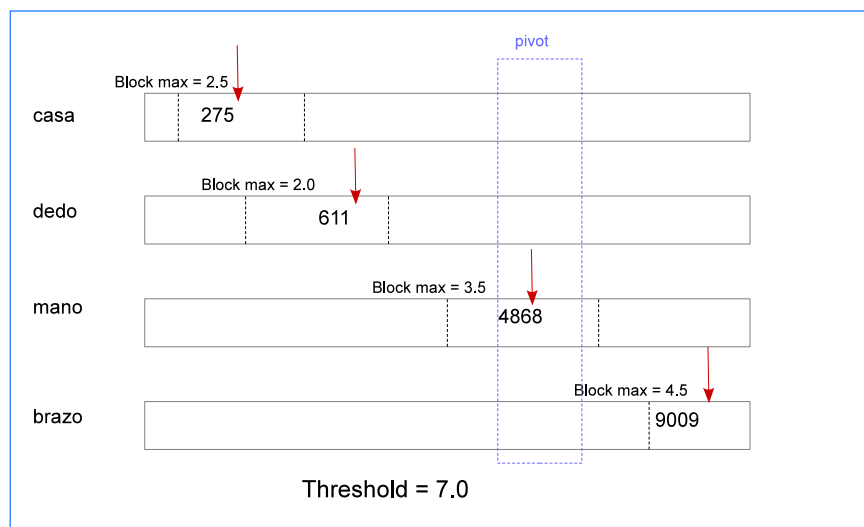 pivot
Block max = 2.5
casa
275
Block max = 2.0
dedo
611
Block max = 3.5
mano
4868
Block max = 4.5
brazo
9009
Threshold = 7.0